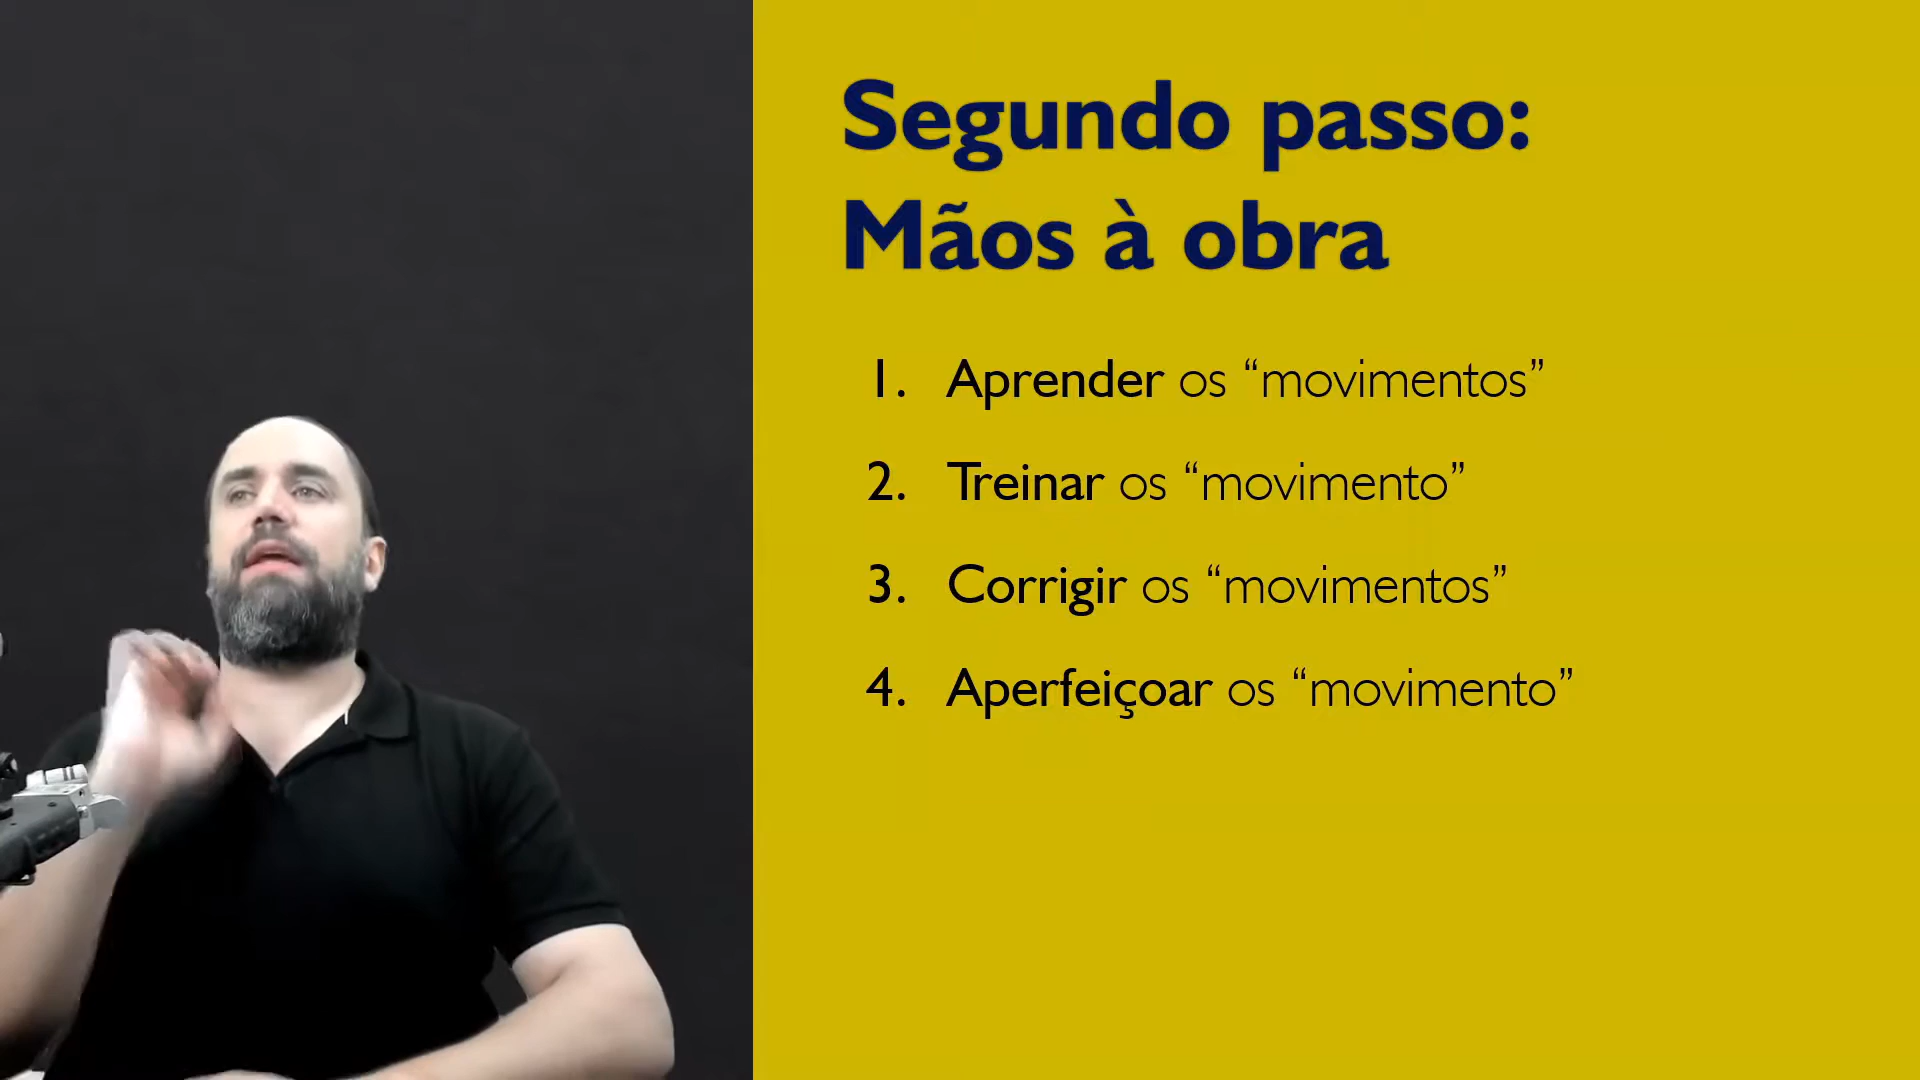 Segundo passo:
Mãos à obra
1. Aprender os “movimentos”
2. Treinar os “movimento”
3. Corrigir os “movimentos”
4. Aperfeiçoar os “movimento”